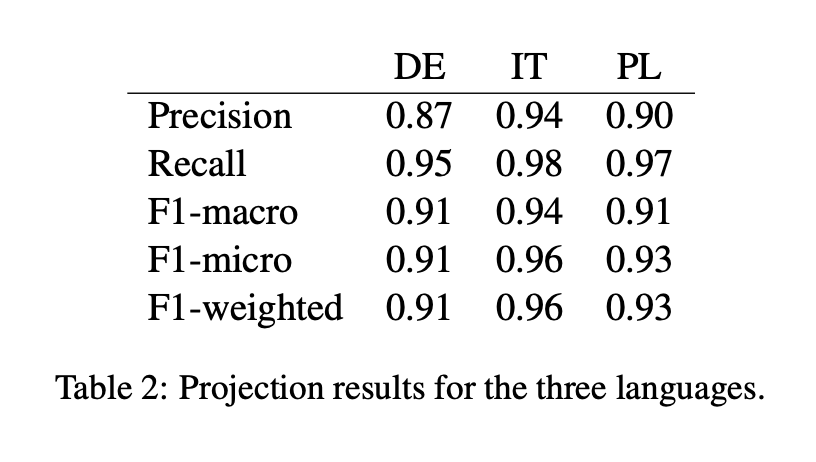 DE IT PL
Precision 0.87 0.94 0.90
Recall 0.95 0.98 0.97
F1-macro 0.91 0.94 0.91
F1-micro 0.91 0.96 0.93
F1-weighted 0.91 0.96 0.93
Table 2: Projection results for the three languages.